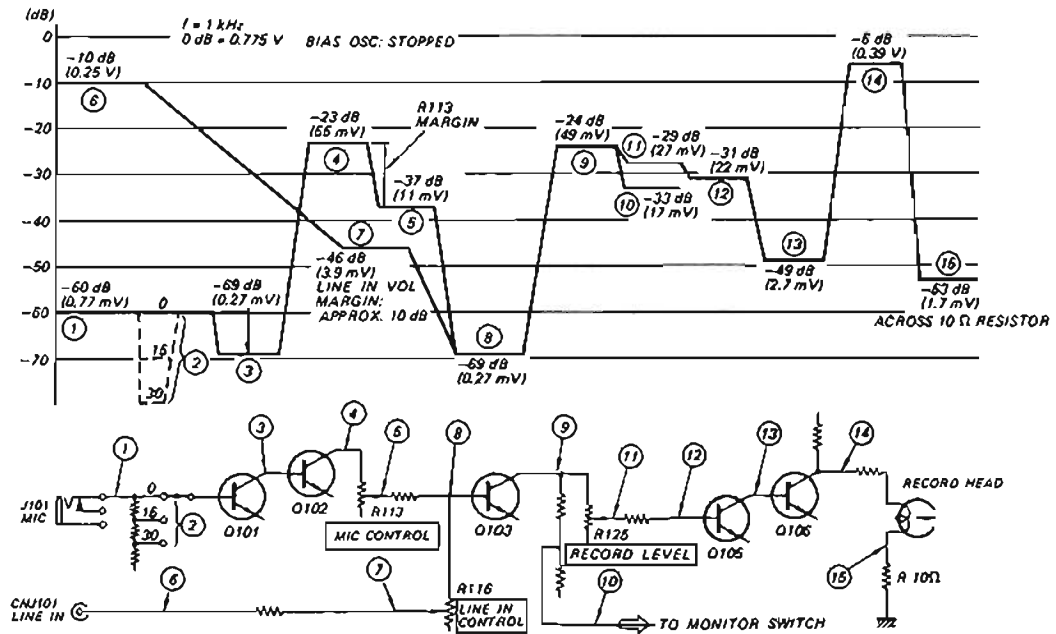 (dB)
f = 1 kHz
0 dB = 0.775 V BIAS OSC: STOPPED
0
-10
-20
-30
-40
-50
-60
-70
-10 dB
(0.25 V)
6
-60 dB
(0.77 mV)
1
0
15
30
2
-69 dB
(0.27 mV)
3
-23 dB
(55 mV)
4
R113
MARGIN
-37 dB
(11 mV)
5
7
-46 dB
(3.9 mV)
LINE IN VOL
MARGIN:
APPROX. 10 dB
8
-69 dB
(0.27 mV)
-24 dB
(49 mV)
9
11
-29 dB
(27 mV)
10
-33 dB
(17 mV)
-31 dB
(22 mV)
12
13
-49 dB
(2.7 mV)
-6 dB
(0.39 V)
14
15
-53 dB
(1.7 mV)
ACROSS 10 Ω RESISTOR
1
3
4
5
8
9
11
12
13
14
J101
MIC
0
15
30
2
Q101
Q102
R113
MIC CONTROL
Q103
R125
RECORD LEVEL
Q105
Q106
RECORD HEAD
15
R 10Ω
CNJ101
LINE IN
6
7
R116
LINE IN
CONTROL
10
TO MONITOR SWITCH